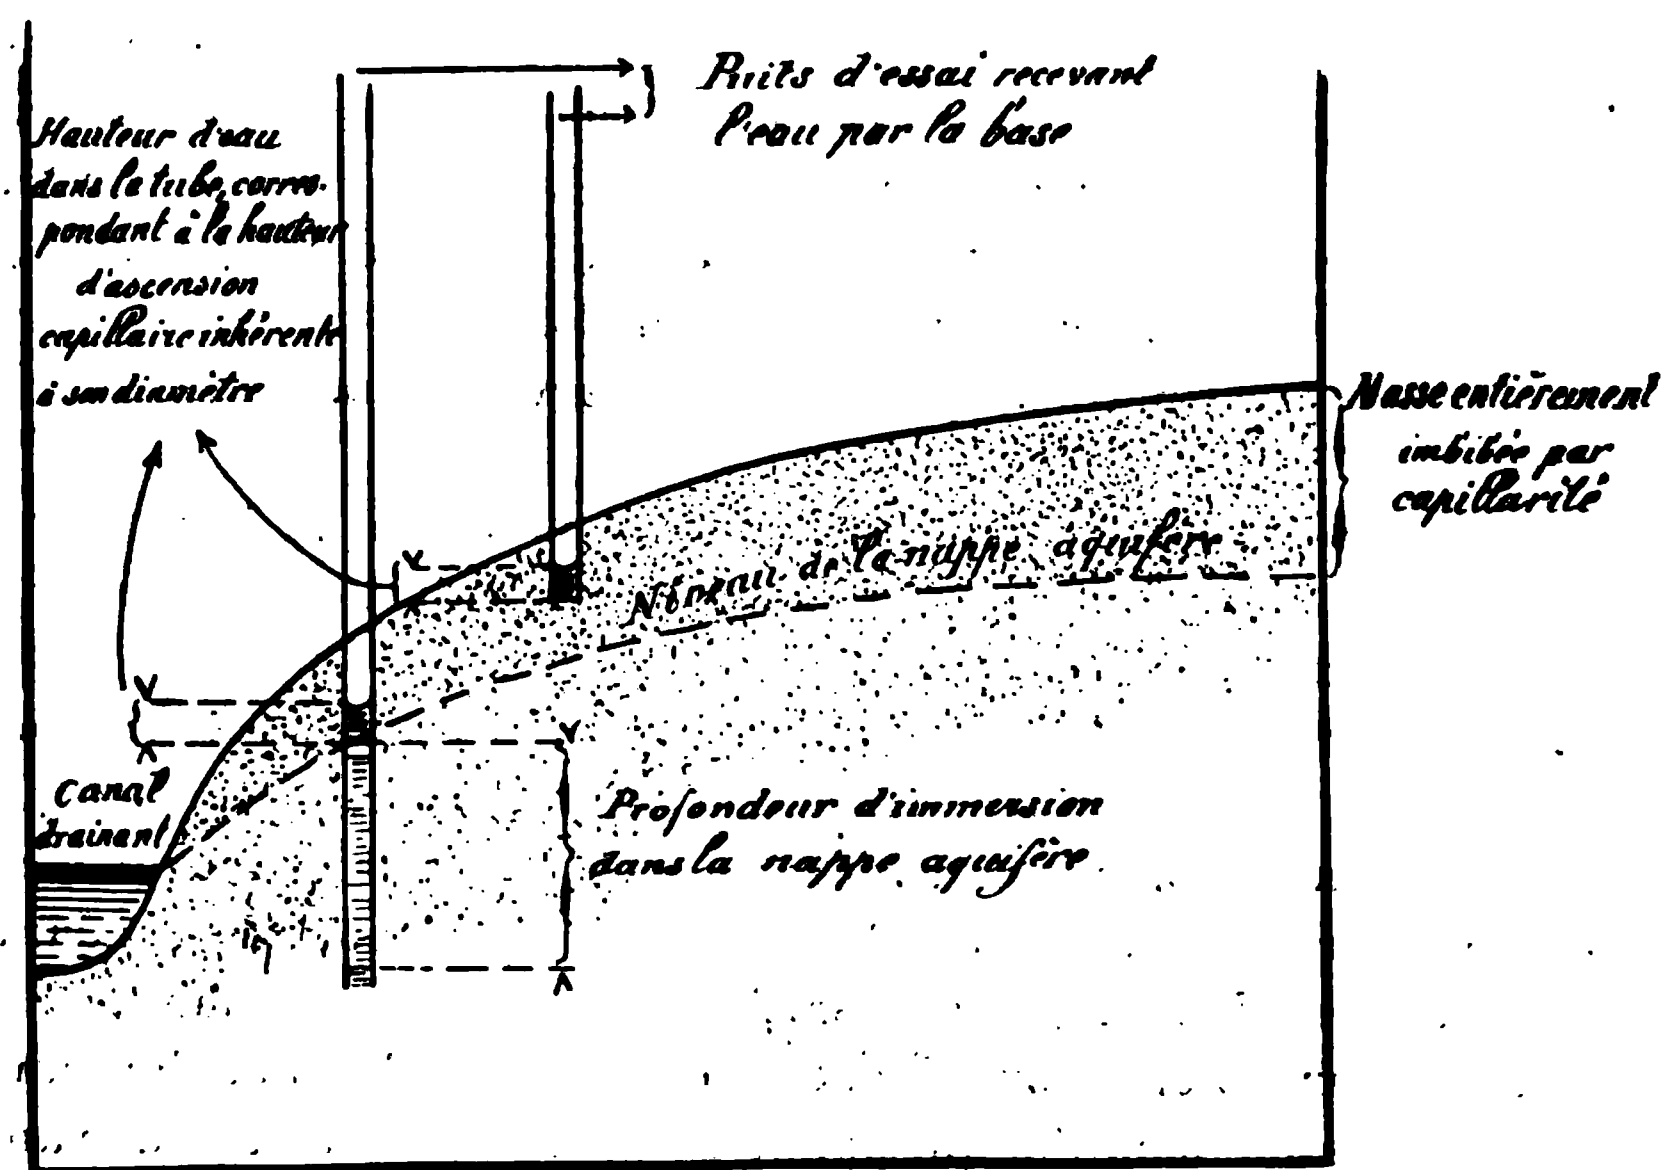 Puits d'essai recevant
l'eau par la base
Hauteur d'eau
dans le tube, corres-
pondant à la hauteur
d'ascension
capillaire inhérente
à son diamètre
Masse entièrement
imbibée par
capillarité
Niveau de la nappe aquifère
Canal
drainant
Profondeur d'immersion
dans la nappe aquifère